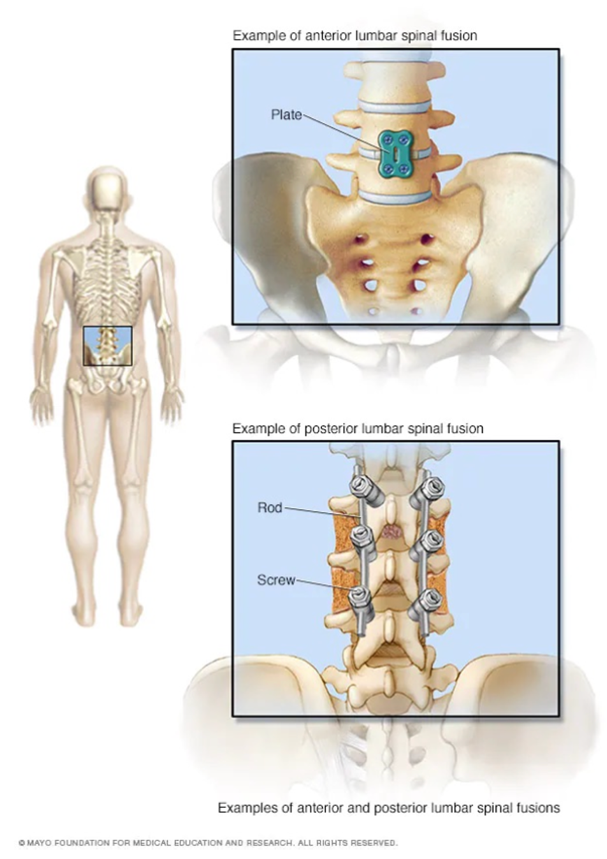 Example of anterior lumbar spinal fusion
Plate
Example of posterior lumbar spinal fusion
Rod
Screw
Examples of anterior and posterior lumbar spinal fusions
© MAYO FOUNDATION FOR MEDICAL EDUCATION AND RESEARCH. ALL RIGHTS RESERVED.